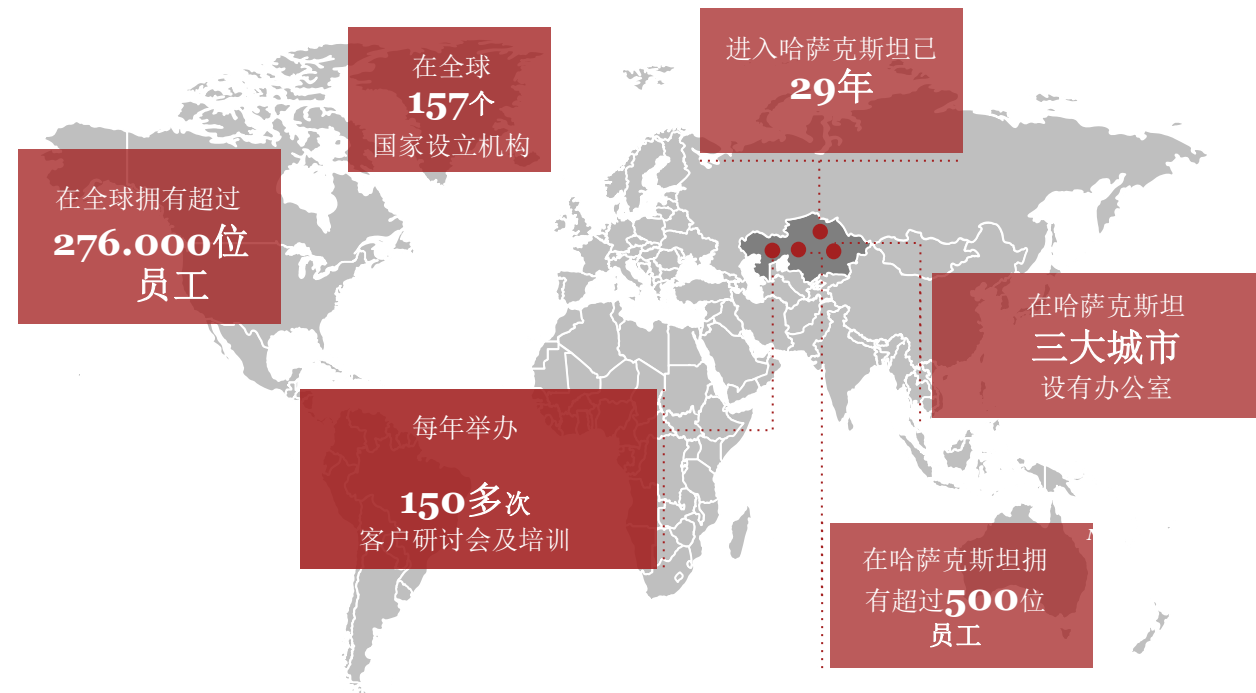 在全球
157个
国家设立机构
进入哈萨克斯坦已
29年
在全球拥有超过
276.000位
员工
在哈萨克斯坦
三大城市
设有办公室
每年举办
150多次
客户研讨会及培训
在哈萨克斯坦拥
有超过500位
员工